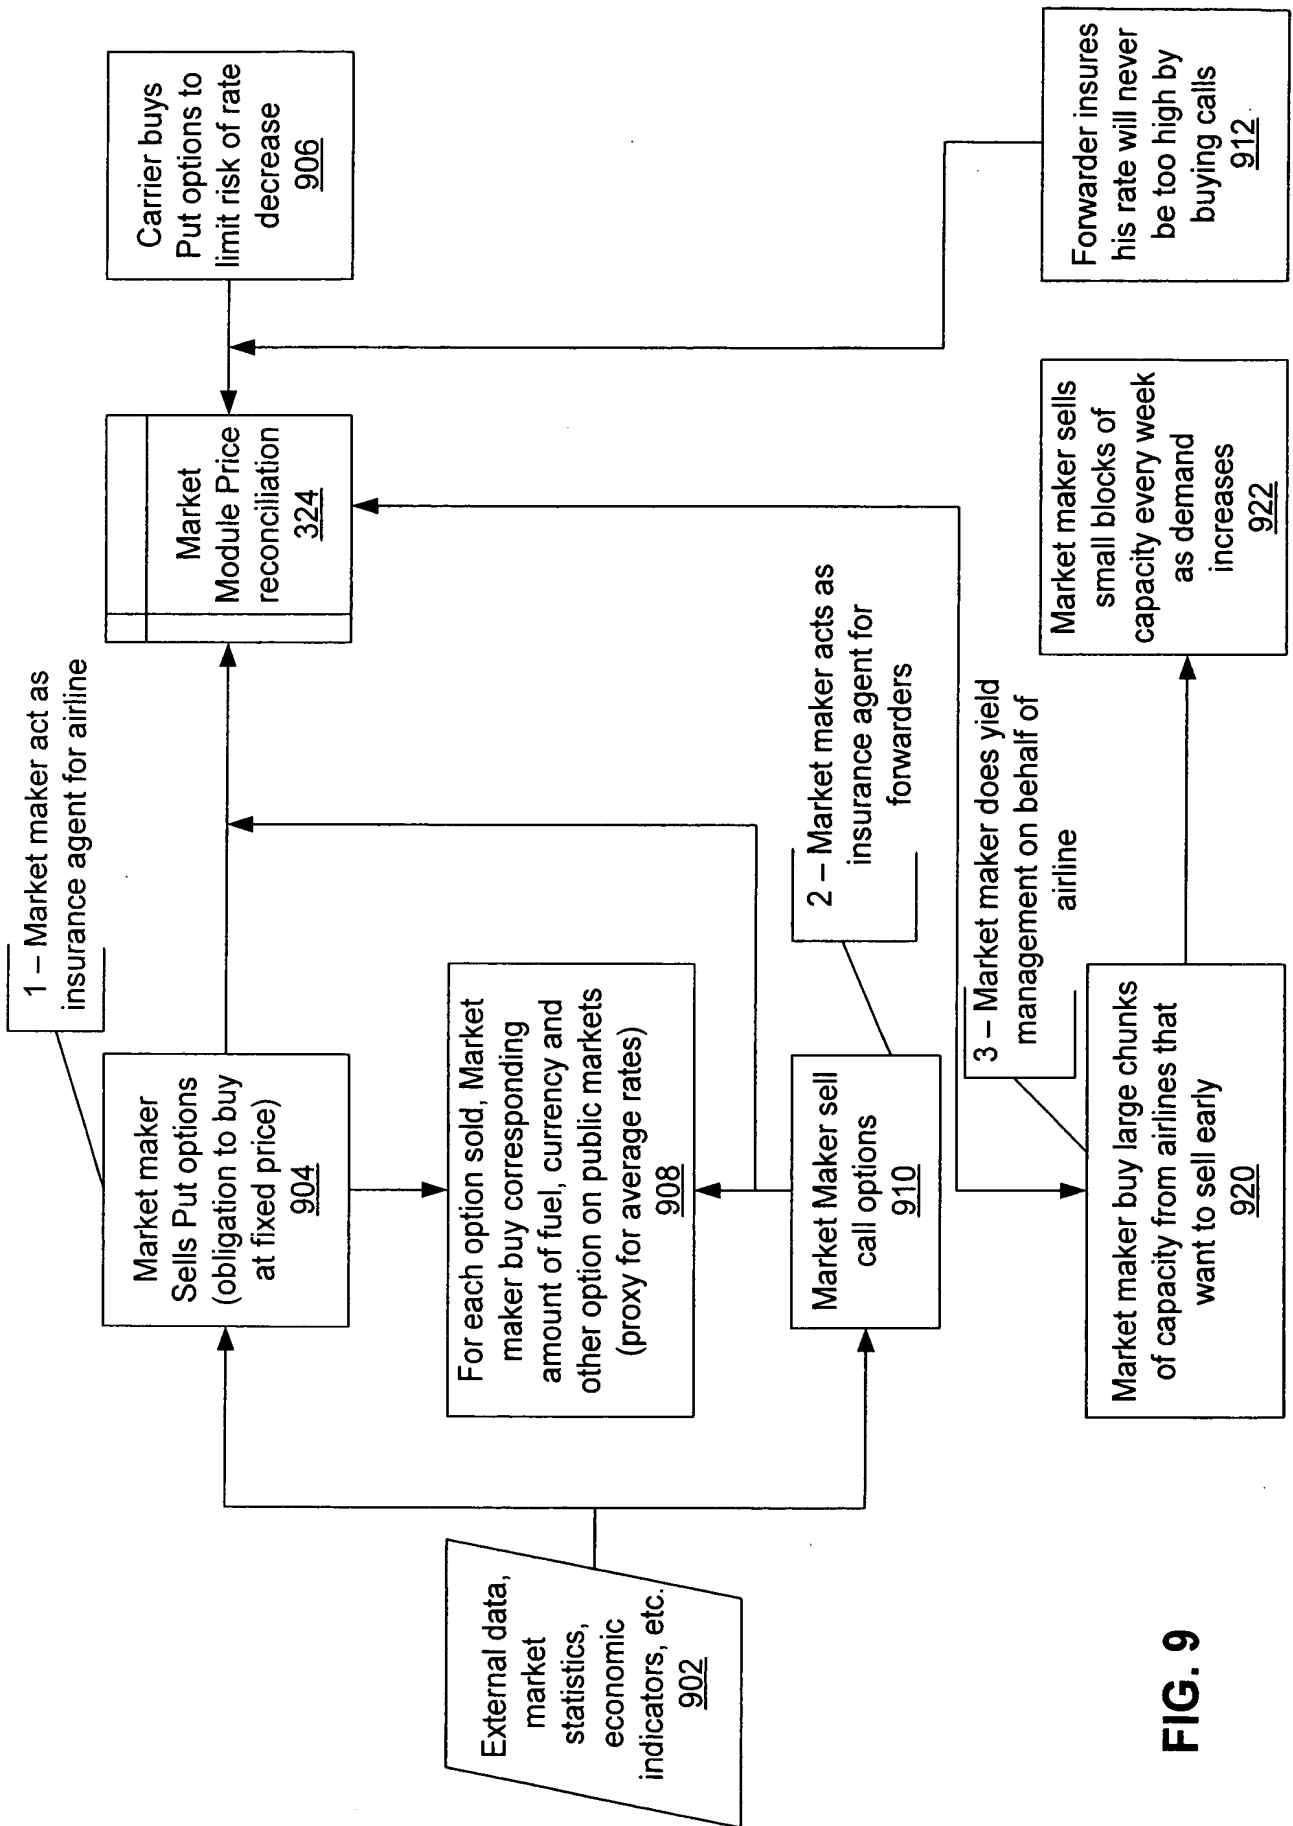 1 – Market maker act as
insurance agent for airline
Market maker
Sells Put options
(obligation to buy
at fixed price)
904
Market
Module Price
reconciliation
324
Carrier buys
Put options to
limit risk of rate
decrease
906
External data,
market
statistics,
economic
indicators, etc.
902
For each option sold, Market
maker buy corresponding
amount of fuel, currency and
other option on public markets
(proxy for average rates)
908
2 – Market maker acts as
insurance agent for
forwarders
Market Maker sell
call options
910
3 – Market maker does yield
management on behalf of
airline
Market maker buy large chunks
of capacity from airlines that
want to sell early
920
Market maker sells
small blocks of
capacity every week
as demand
increases
922
Forwarder insures
his rate will never
be too high by
buying calls
912
FIG. 9